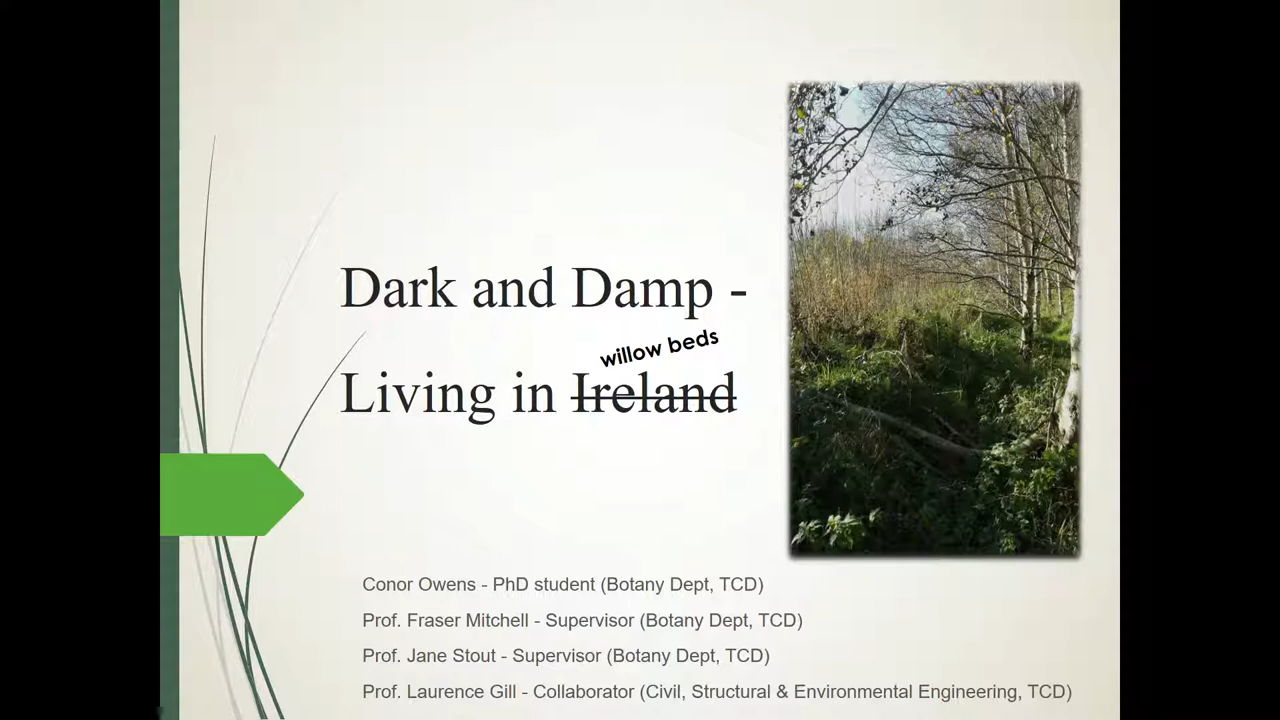 Dark and Damp -
willow beds
Living in Ireland
Conor Owens - PhD student (Botany Dept, TCD)
Prof. Fraser Mitchell - Supervisor (Botany Dept, TCD)
Prof. Jane Stout - Supervisor (Botany Dept, TCD)
Prof. Laurence Gill - Collaborator (Civil, Structural & Environmental Engineering, TCD)